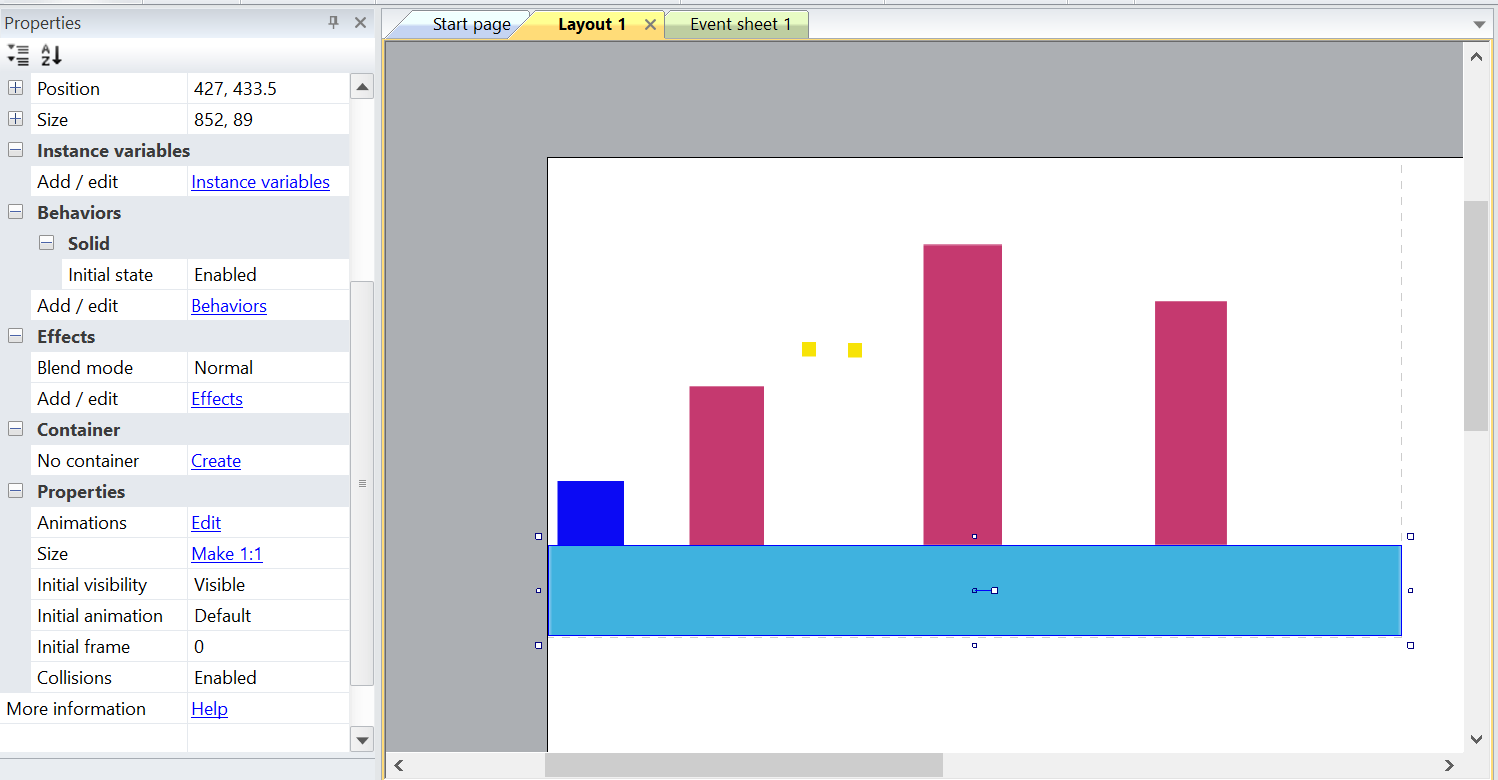 Properties
Start page
Layout 1
Event sheet 1
A
Z
Position 427, 433.5
Size 852, 89
Instance variables
Add / edit Instance variables
Behaviors
Solid
Initial state Enabled
Add / edit Behaviors
Effects
Blend mode Normal
Add / edit Effects
Container
No container Create
Properties
Animations Edit
Size Make 1:1
Initial visibility Visible
Initial animation Default
Initial frame 0
Collisions Enabled
More information Help